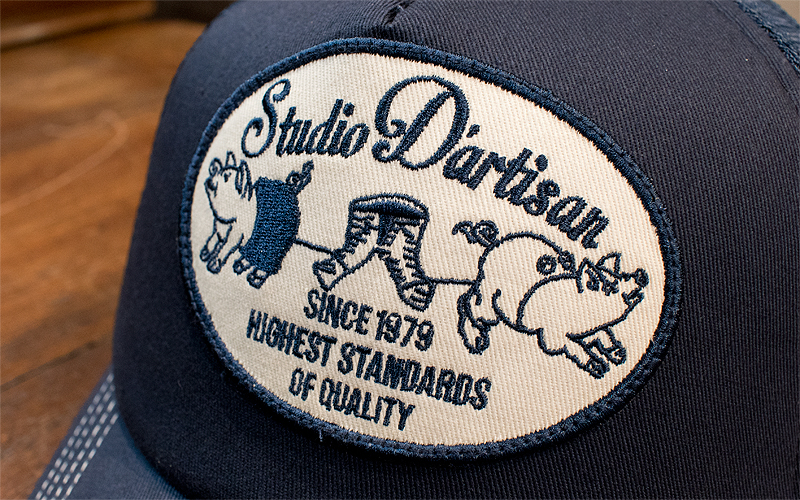 Studio D'artisan
SINCE 1979
HIGHEST STANDARDS
OF QUALITY